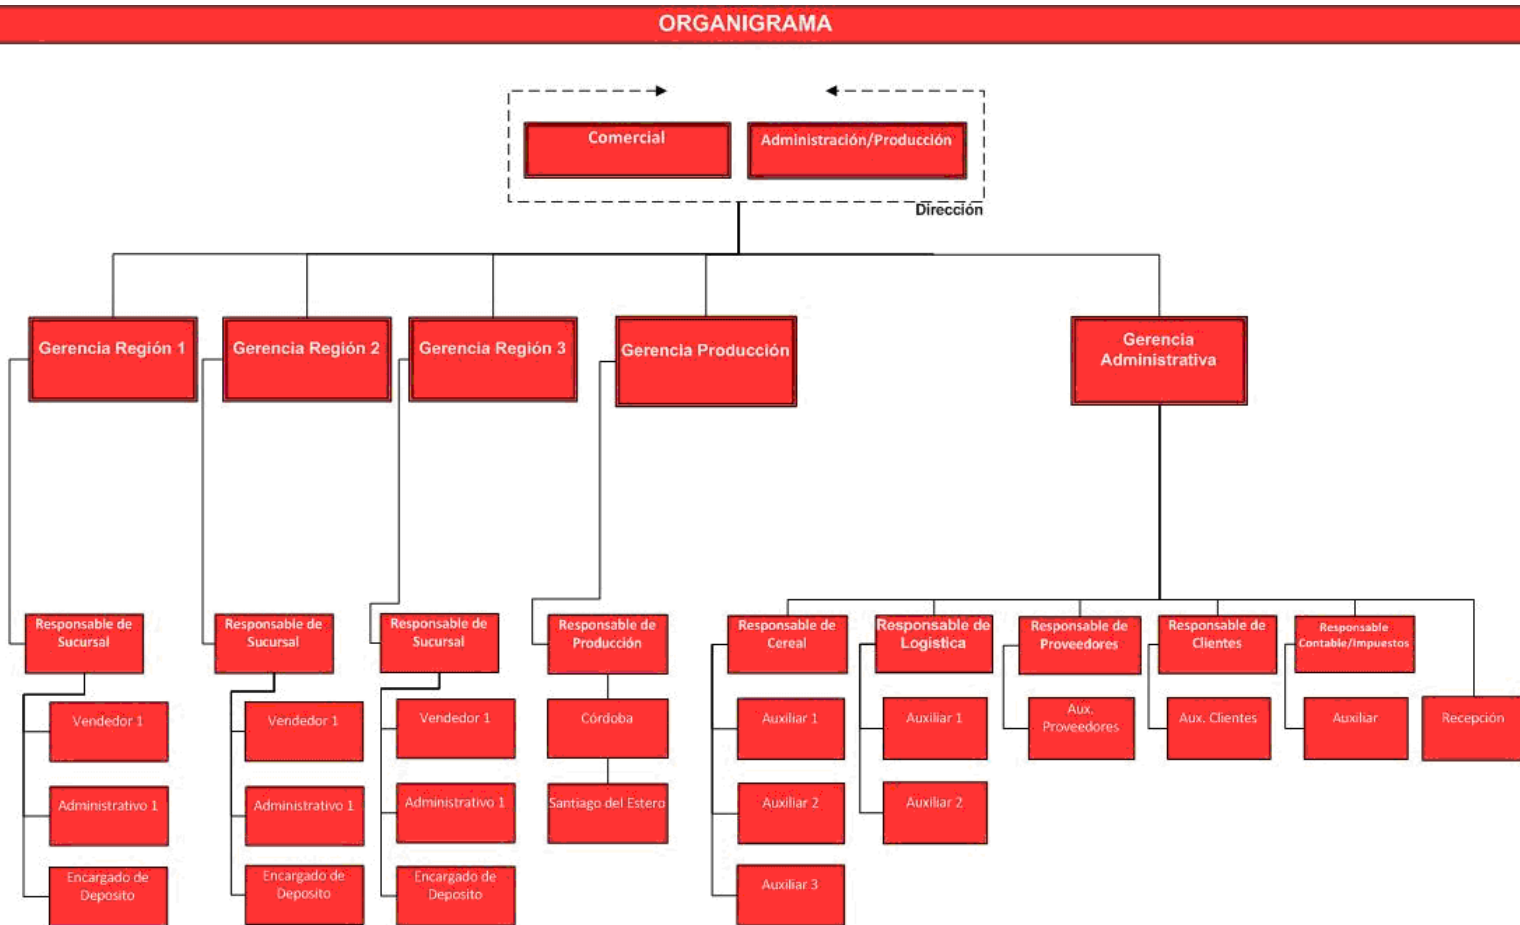 ORGANIGRAMA
Comercial
Administración/Producción
Dirección
Gerencia Región 1
Gerencia Región 2
Gerencia Región 3
Gerencia Producción
Gerencia
Administrativa
Responsable de
Sucursal
Responsable de
Sucursal
Responsable de
Sucursal
Responsable de
Producción
Responsable de
Cereal
Responsable de
Logistica
Responsable de
Proveedores
Responsable de
Clientes
Responsable
Contable/Impuestos
Vendedor 1
Vendedor 1
Vendedor 1
Córdoba
Auxiliar 1
Auxiliar 1
Aux.
Proveedores
Aux. Clientes
Auxiliar
Recepción
Administrativo 1
Administrativo 1
Administrativo 1
Santiago del Estero
Auxiliar 2
Auxiliar 2
Encargado de
Deposito
Encargado de
Deposito
Encargado de
Deposito
Auxiliar 3